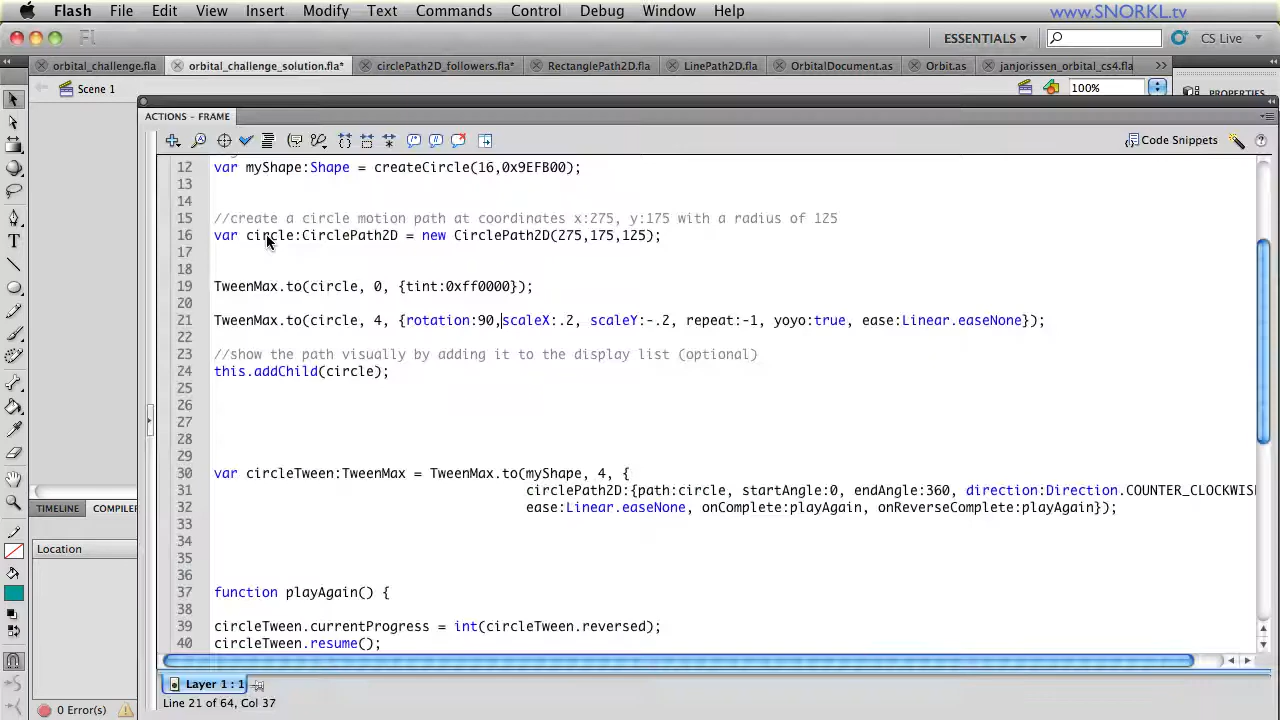 Flash File Edit View Insert Modify Text Commands Control Debug Window Help
www.SNORKL.tv
Fl ESSENTIALS CS Live
orbital_challenge.fla orbital_challenge_solution.fla* circlePath2D_followers.fla* RectanglePath2D.fla LinePath2D.fla OrbitalDocument.as Orbit.as janjorissen_orbital_cs4.fla
Scene 1 100% PROPERTIES
ACTIONS - FRAME
Code Snippets
12 var myShape:Shape = createCircle(16,0x9EFB00);
13
14
15 //create a circle motion path at coordinates x:275, y:175 with a radius of 125
16 var circle:CirclePath2D = new CirclePath2D(275,175,125);
17
18
19 TweenMax.to(circle, 0, {tint:0xff0000});
20
21 TweenMax.to(circle, 4, {rotation:90,scaleX:.2, scaleY:-.2, repeat:-1, yoyo:true, ease:Linear.easeNone});
22
23 //show the path visually by adding it to the display list (optional)
24 this.addChild(circle);
25
26
27
28
29
30 var circleTween:TweenMax = TweenMax.to(myShape, 4, {
31 circlePath2D:{path:circle, startAngle:0, endAngle:360, direction:Direction.COUNTER_CLOCKWIS
32 ease:Linear.easeNone, onComplete:playAgain, onReverseComplete:playAgain});
33
34
35
36
37 function playAgain() {
38
39 circleTween.currentProgress = int(circleTween.reversed);
40 circleTween.resume();
TIMELINE COMPILER
Location
0 Error(s)
Layer 1 : 1
Line 21 of 64, Col 37